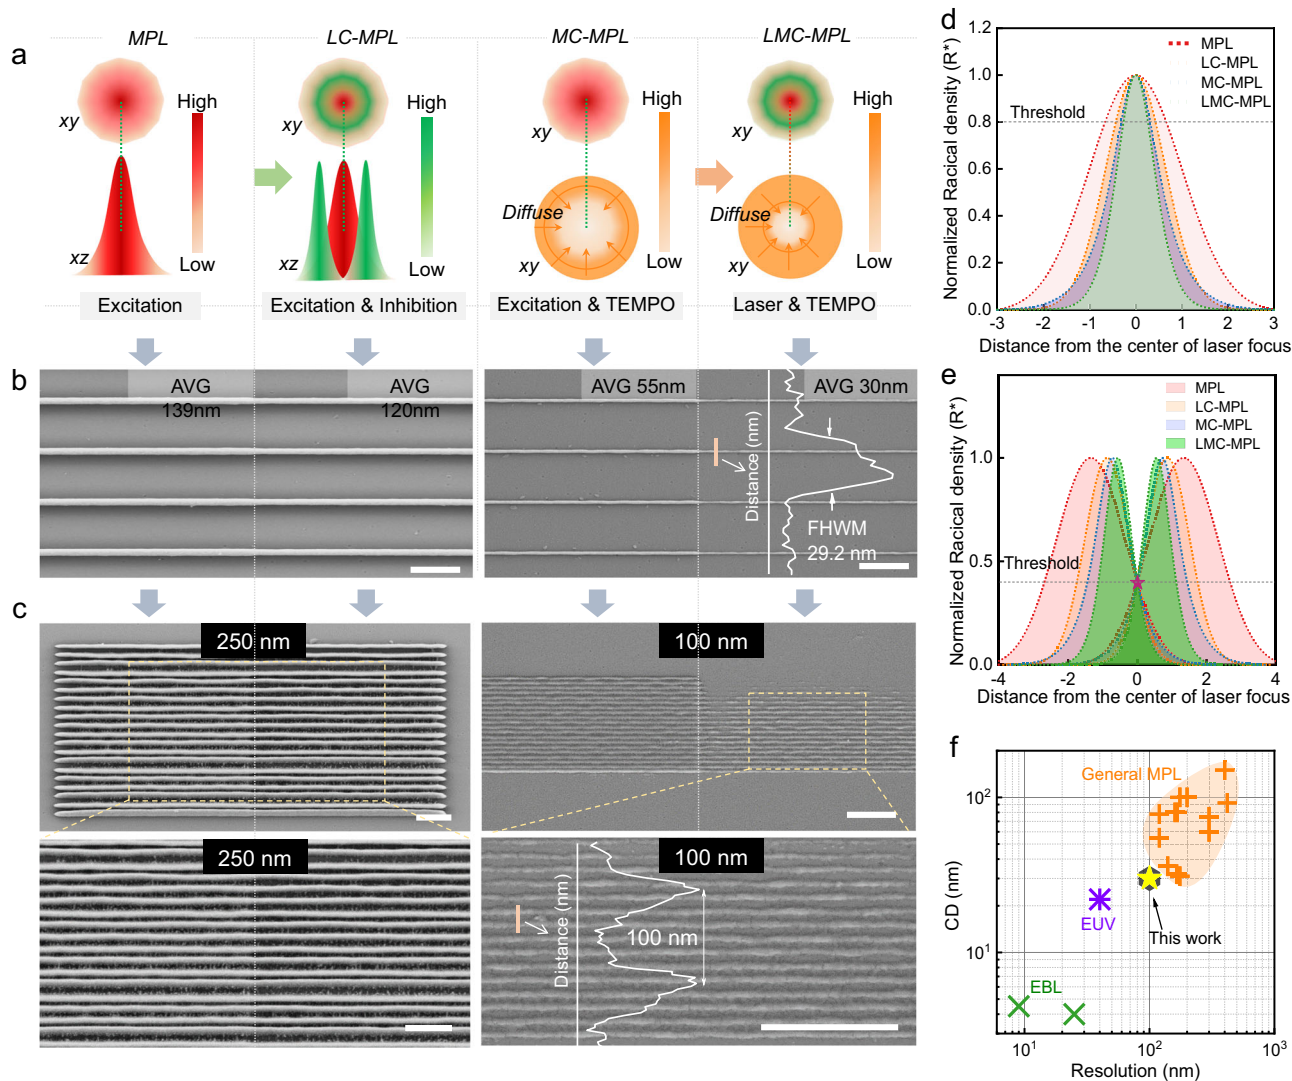 a
MPL
LC-MPL
MC-MPL
LMC-MPL
High
High
High
High
xy
xy
xy
xy
Diffuse
Diffuse
xz
xz
xy
xy
Low
Low
Low
Low
Excitation
Excitation & Inhibition
Excitation & TEMPO
Laser & TEMPO
b
AVG
139nm
AVG
120nm
AVG 55nm
AVG 30nm
Distance (nm)
FHWM
29.2 nm
c
250 nm
100 nm
250 nm
100 nm
Distance (nm)
100 nm
d
Normalized Racical density (R*)
1.2
1.0
0.8
0.6
0.4
0.2
0.0
Threshold
MPL
LC-MPL
MC-MPL
LMC-MPL
-3 -2 -1 0 1 2 3
Distance from the center of laser focus
e
Normalized Racical density (R*)
1.0
0.5
0.0
Threshold
MPL
LC-MPL
MC-MPL
LMC-MPL
-4 -2 0 2 4
Distance from the center of laser focus
f
CD (nm)
10²
10¹
General MPL
EUV
This work
EBL
10¹ 10² 10³
Resolution (nm)